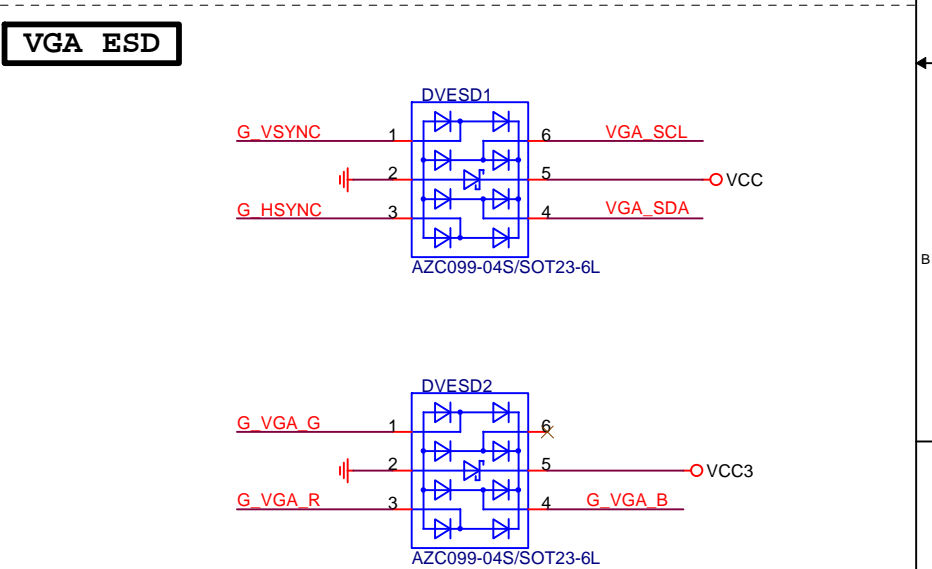 VGA ESD
DVESD1
G_VSYNC 1 6 VGA_SCL
2 5 VCC
G_HSYNC 3 4 VGA_SDA
AZC099-04S/SOT23-6L
B
DVESD2
G_VGA_G 1 6
2 5 VCC3
G_VGA_R 3 4 G_VGA_B
AZC099-04S/SOT23-6L